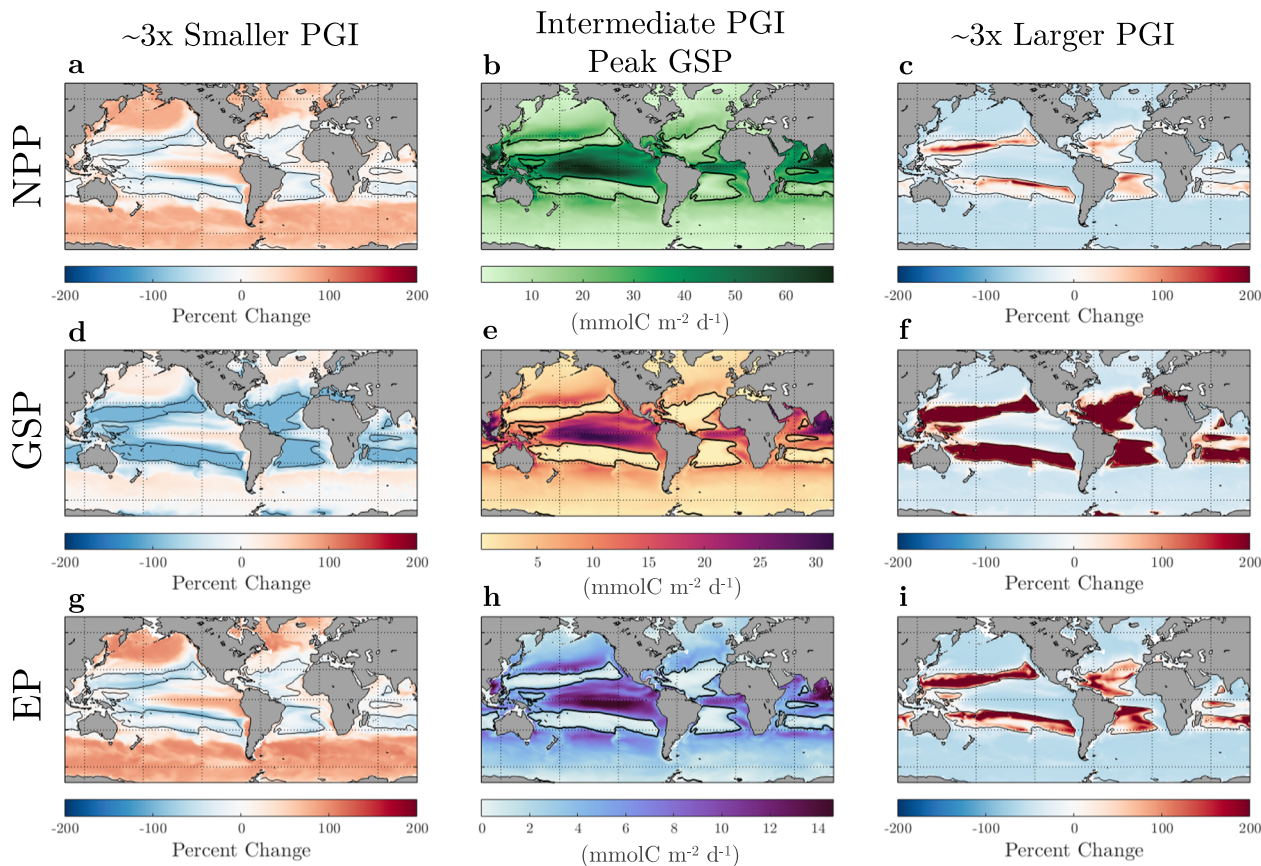 ~3x Smaller PGI
Intermediate PGI
Peak GSP
~3x Larger PGI
NPP
a
b
c
-200 -100 0 100 200
Percent Change
10 20 30 40 50 60
(mmolC m⁻² d⁻¹)
-200 -100 0 100 200
Percent Change
GSP
d
e
f
-200 -100 0 100 200
Percent Change
5 10 15 20 25 30
(mmolC m⁻² d⁻¹)
-200 -100 0 100 200
Percent Change
EP
g
h
i
-200 -100 0 100 200
Percent Change
0 2 4 6 8 10 12 14
(mmolC m⁻² d⁻¹)
-200 -100 0 100 200
Percent Change